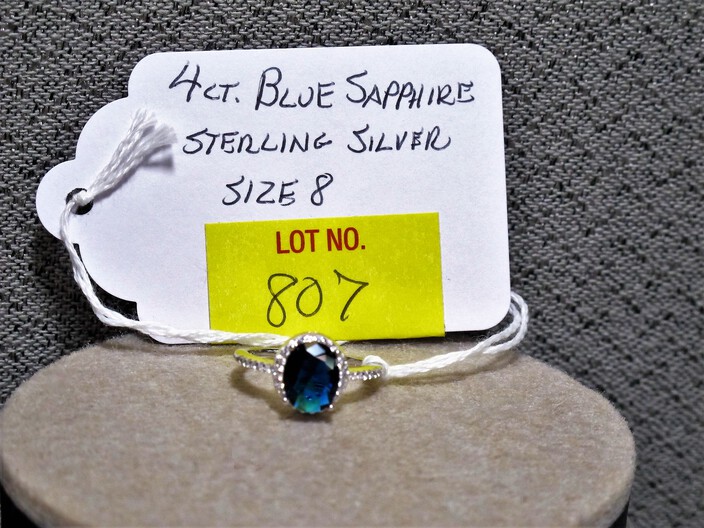 4CT. BLUE SAPPHIRE
STERLING SILVER
SIZE 8
LOT NO.
807